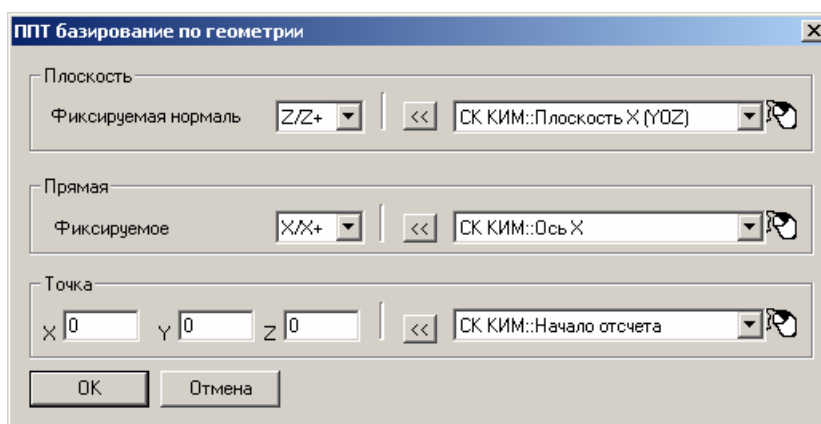 ППТ базирование по геометрии
Плоскость
Фиксируемая нормаль Z/Z+ << СК КИМ::Плоскость X (YOZ)
Прямая
Фиксируемое X/X+ << СК КИМ::Ось X
Точка
X 0 Y 0 Z 0 << СК КИМ::Начало отсчета
OK Отмена